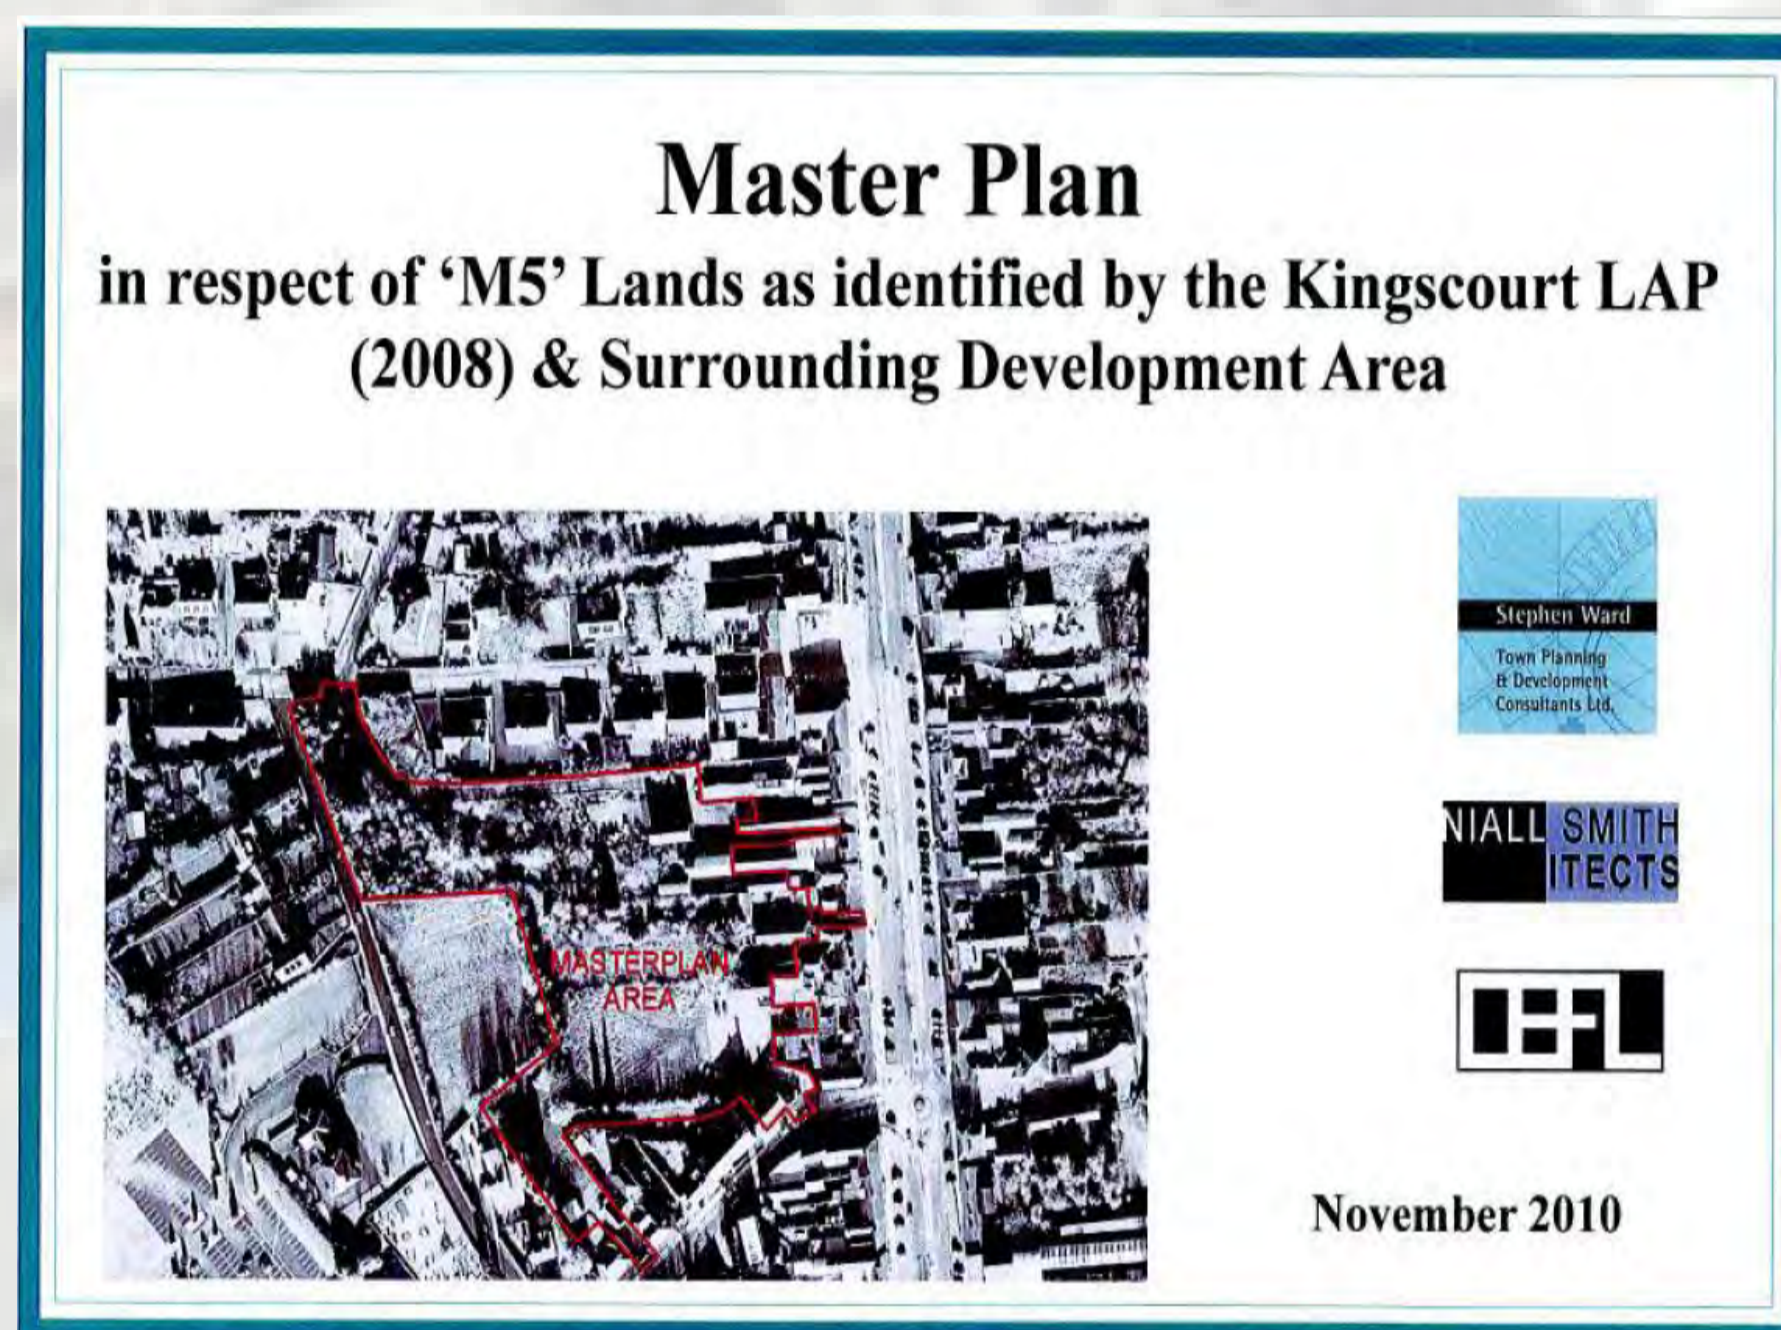 Master Plan
in respect of ‘M5’ Lands as identified by the Kingscourt LAP
(2008) & Surrounding Development Area
MASTERPLAN
AREA
Stephen Ward
Town Planning
& Development
Consultants Ltd.
NIALL SMITH
ITECTS
November 2010